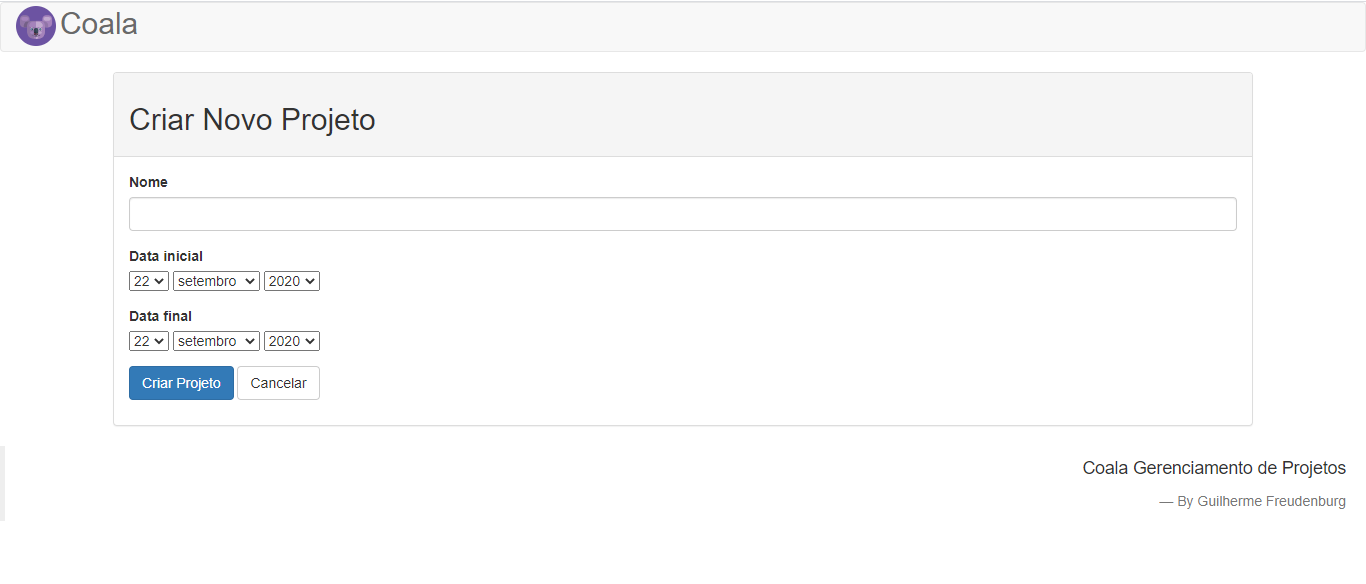 Coala
Criar Novo Projeto
Nome
Data inicial
22 setembro 2020
Data final
22 setembro 2020
Criar Projeto Cancelar
Coala Gerenciamento de Projetos
— By Guilherme Freudenburg